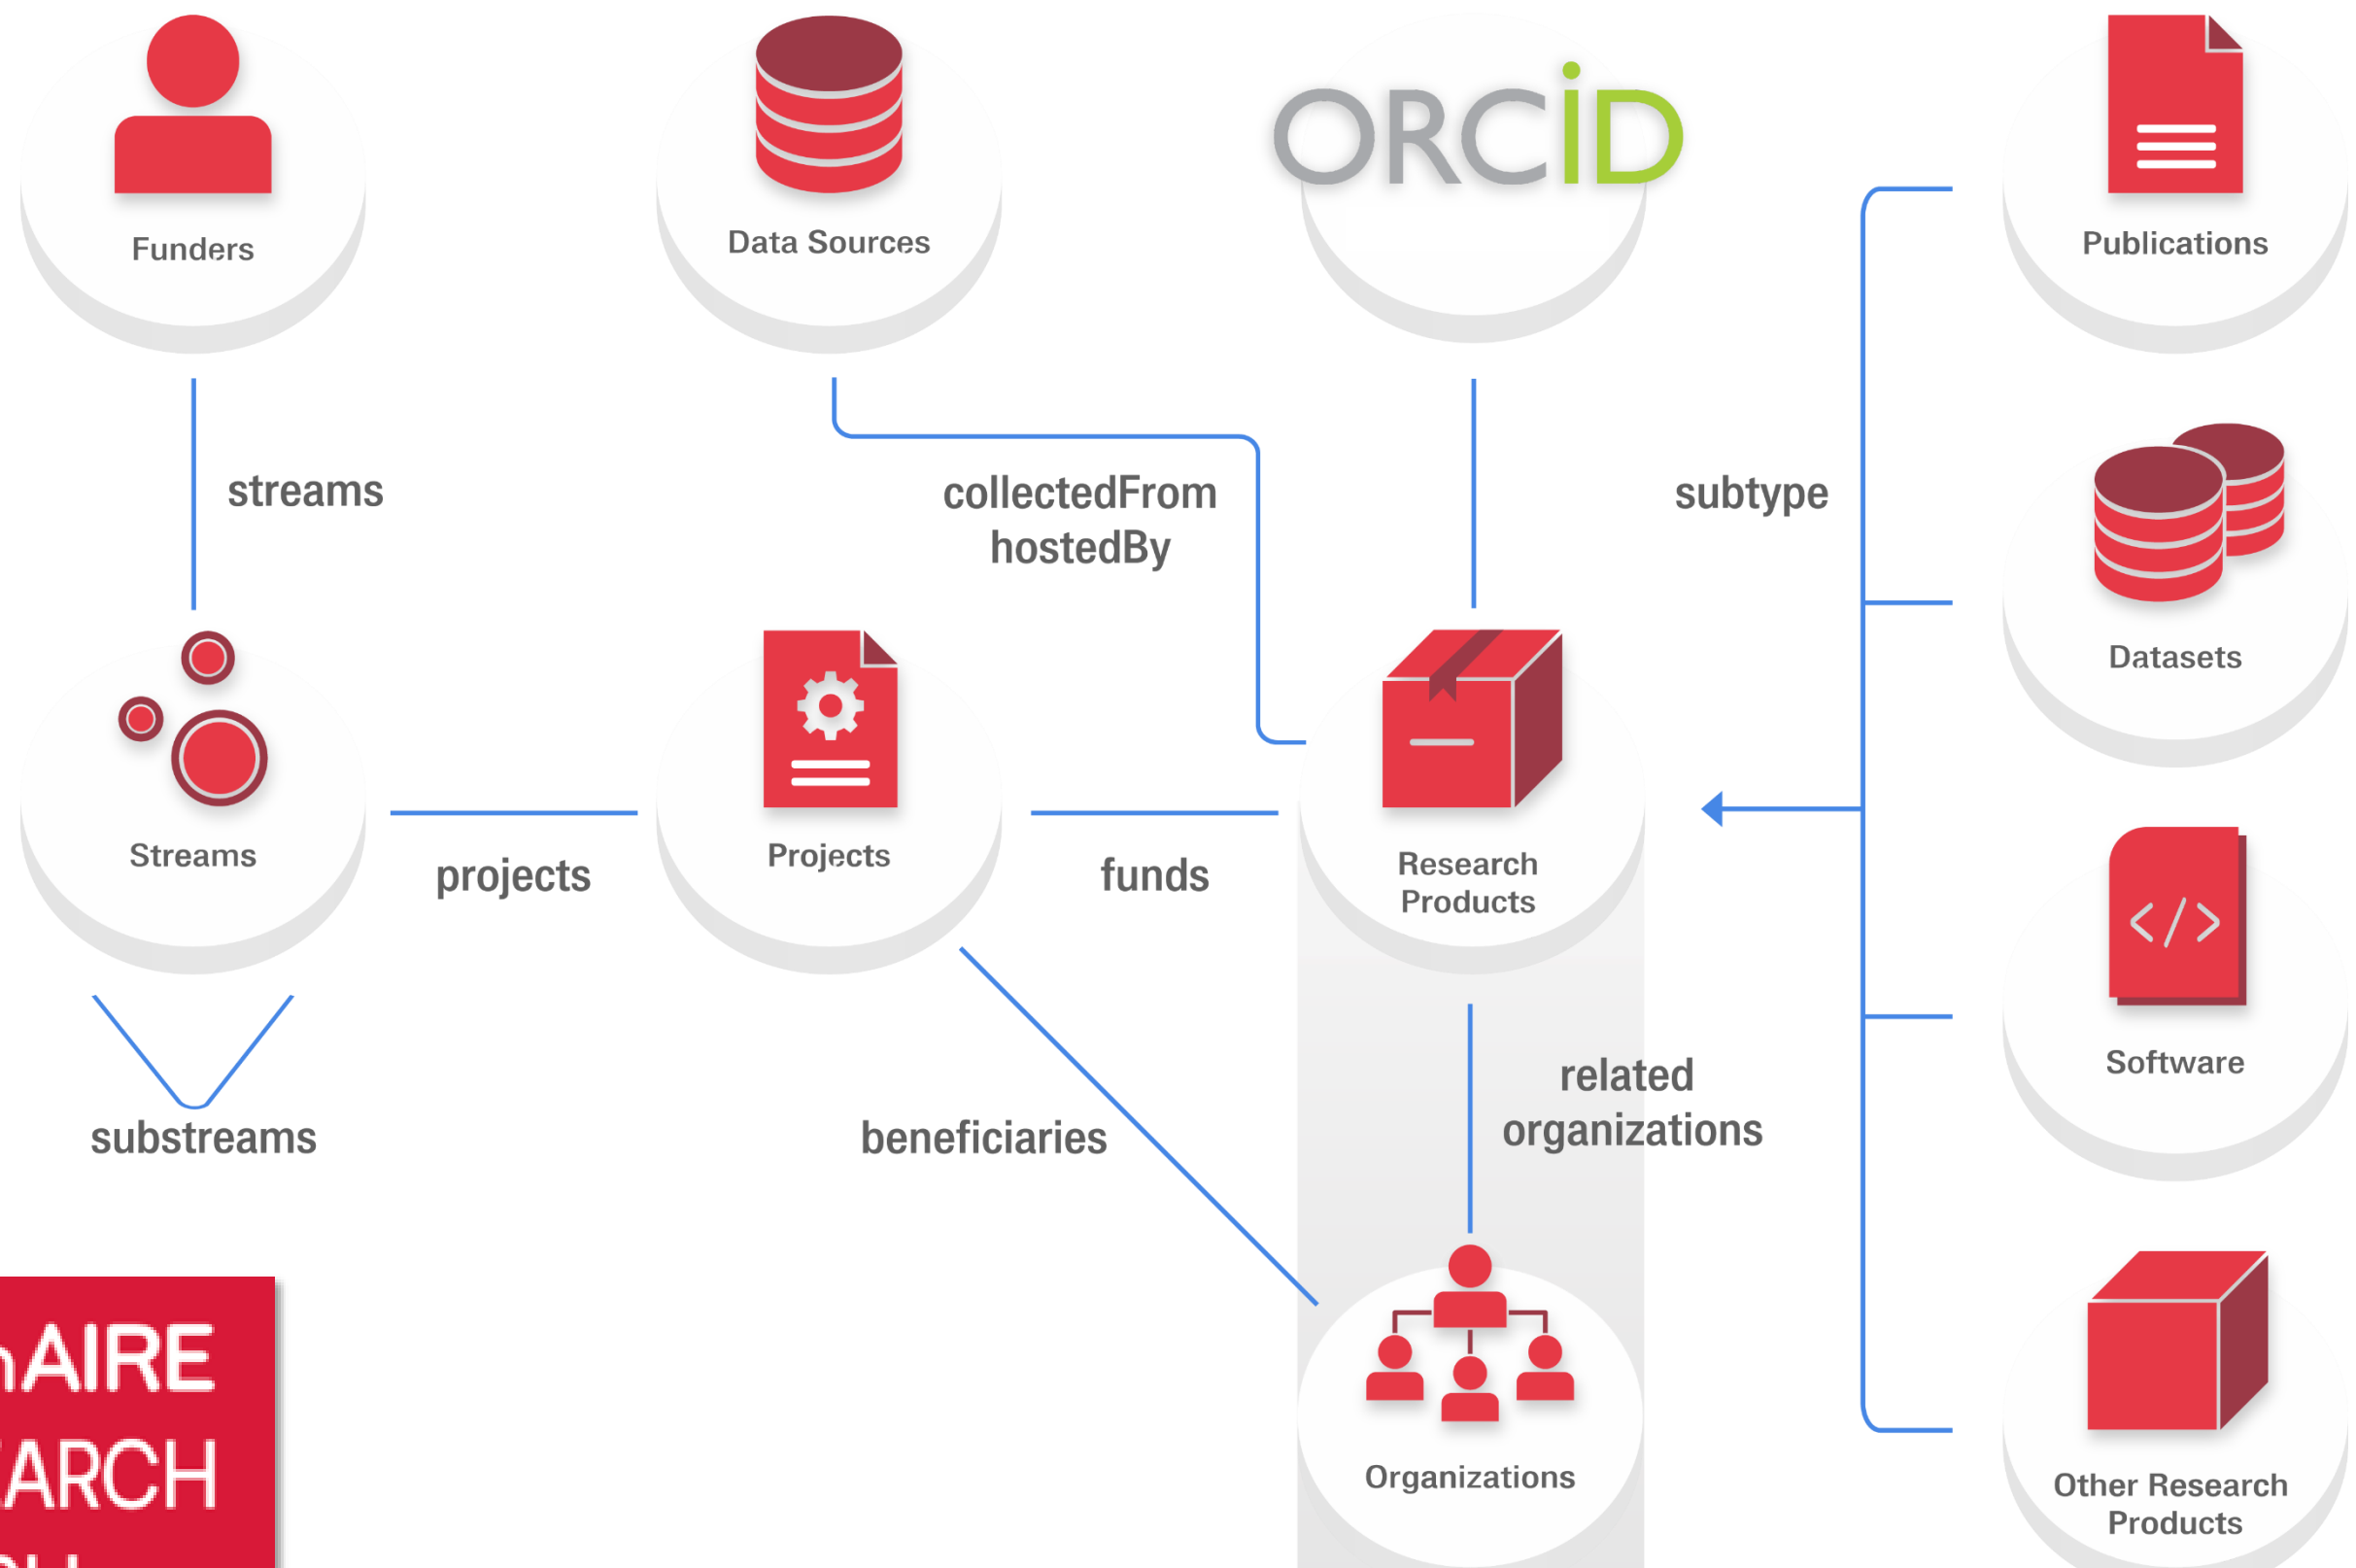 Funders
Data Sources
ORCiD
Publications
streams
collectedFrom
hostedBy
subtype
Datasets
Streams
projects
Projects
funds
Research
Products
Software
substreams
beneficiaries
related
organizations
Organizations
Other Research
Products
AIRE
ARCH